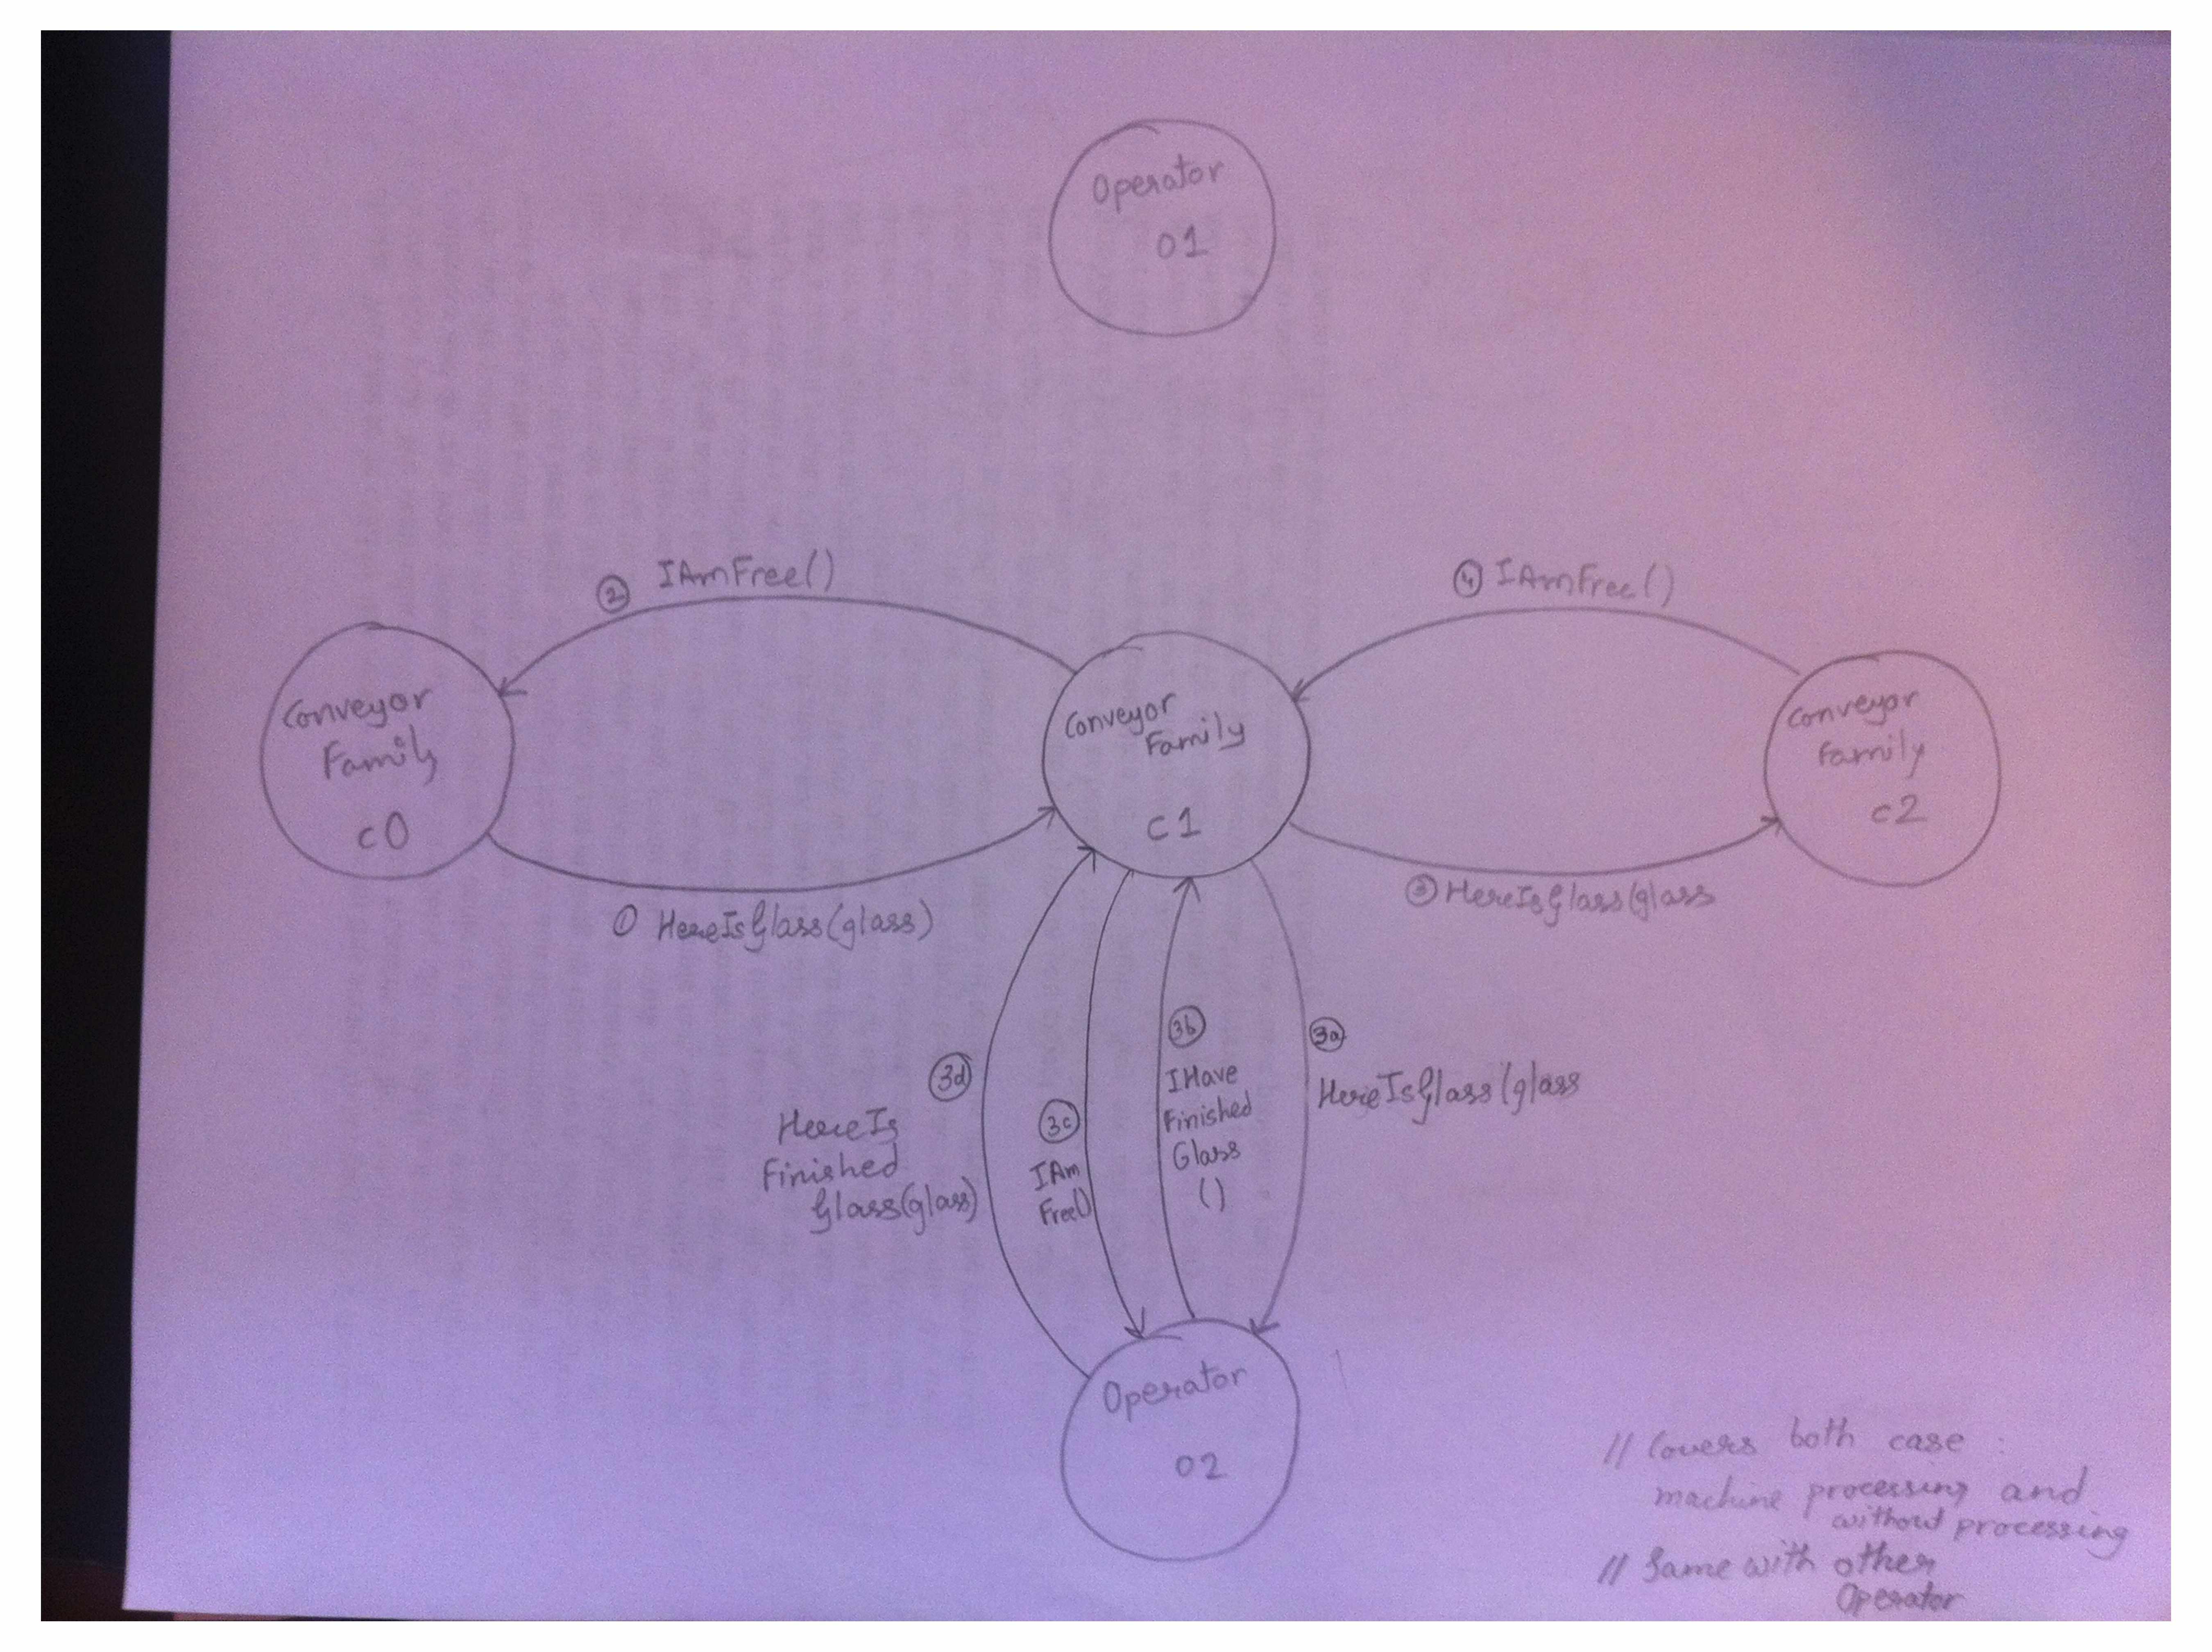 Operator
o1
② IAmFree()
④ IAmFree()
Conveyor
Family
c0
Conveyor
Family
c1
Conveyor
Family
c2
① HereIsGlass(glass)
③ HereIsGlass(glass
3d
HereIs
Finished
Glass(glass)
3c
IAm
Free()
3b
IHave
Finished
Glass
()
3a
HereIsGlass(glass
Operator
o2
// Covers both case :
machine processing and
without processing
// Same with other
Operator